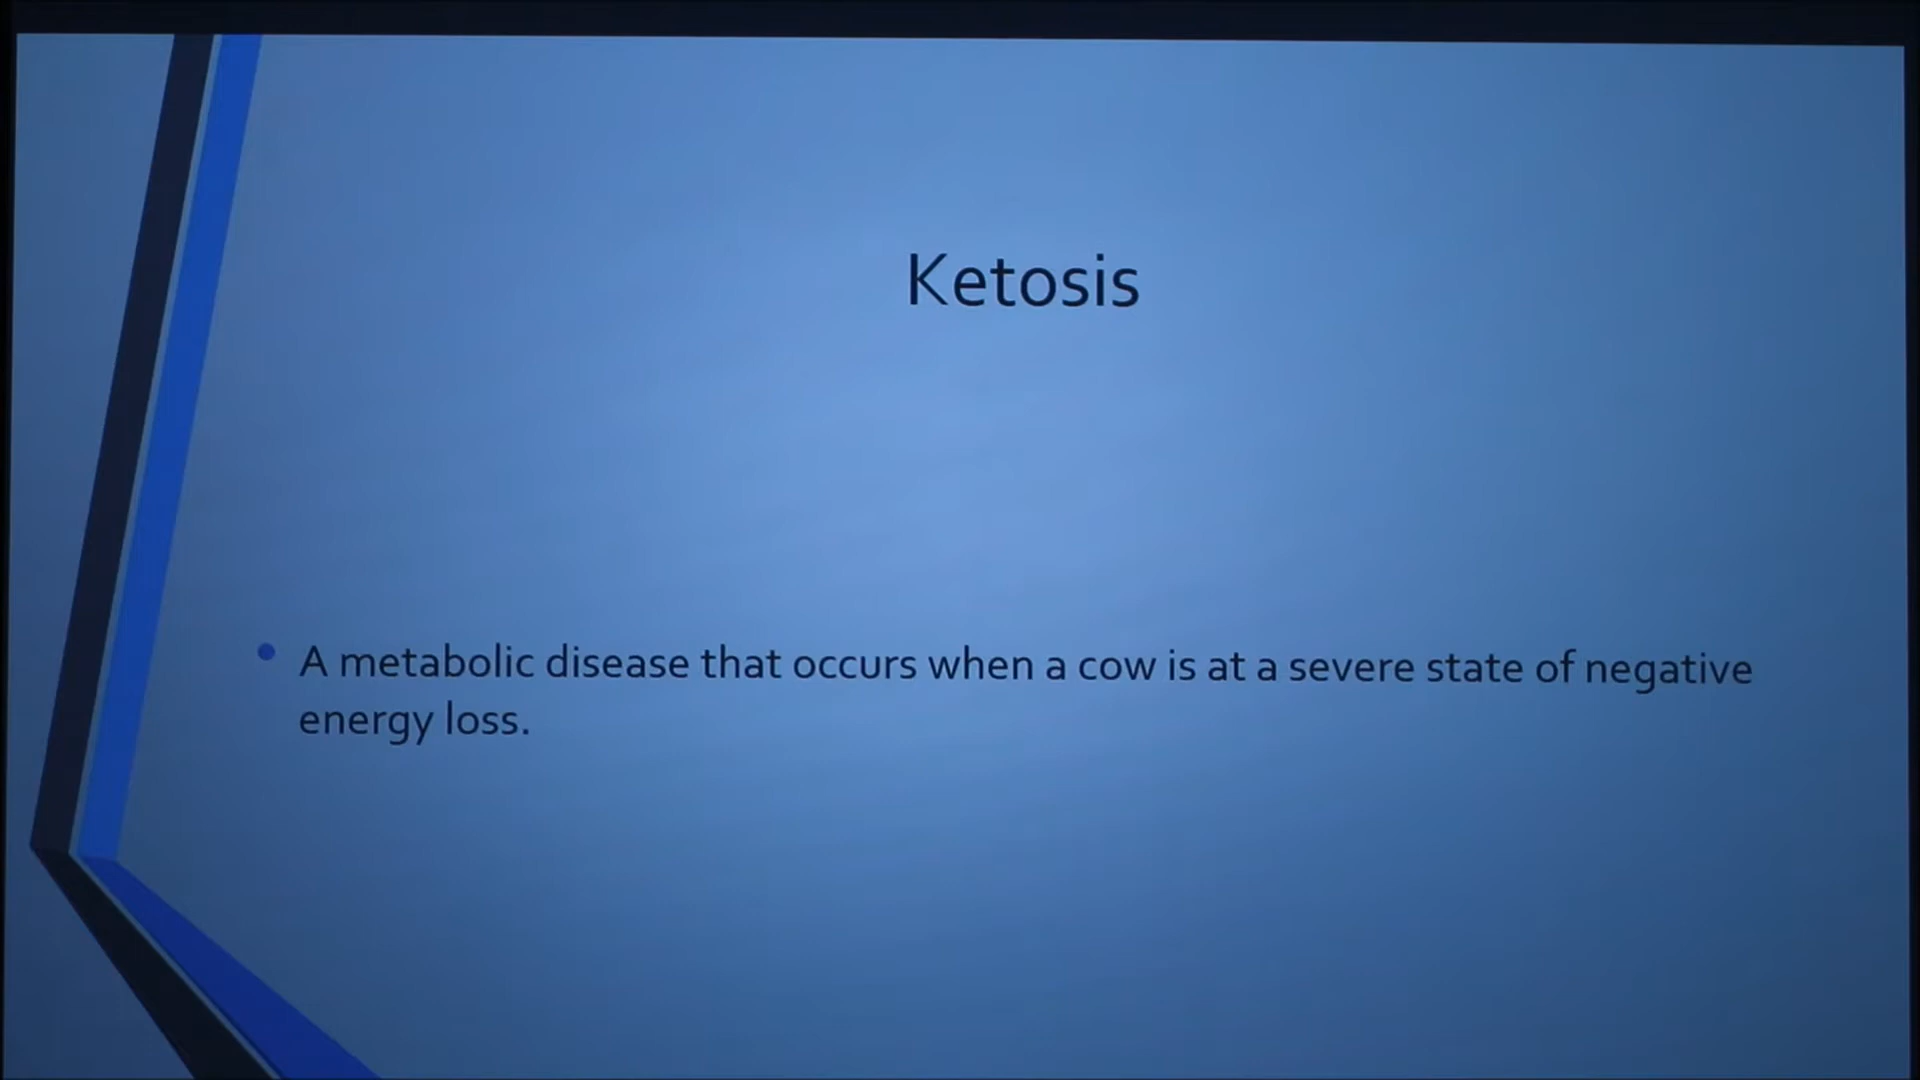 Ketosis
• A metabolic disease that occurs when a cow is at a severe state of negative
energy loss.